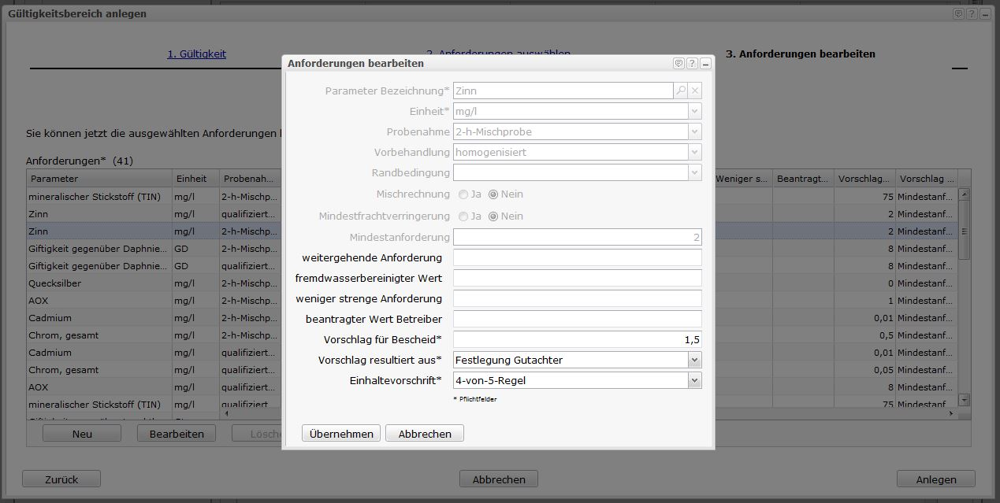 Gültigkeitsbereich anlegen
1. Gültigkeit
2. Anforderungen auswählen
3. Anforderungen bearbeiten
Sie können jetzt die ausgewählten Anforderungen
Anforderungen* (41)
Parameter Einheit Probenah... Weniger s... Beantragt... Vorschlag... Vorschlag ...
mineralischer Stickstoff (TIN) mg/l 2-h-Mischp... 75 Mindestanf...
Zinn mg/l qualifiziert... 2 Mindestanf...
Zinn mg/l 2-h-Mischp... 2 Mindestanf...
Giftigkeit gegenüber Daphnie... GD 2-h-Mischp... 8 Mindestanf...
Giftigkeit gegenüber Daphnie... GD qualifiziert... 8 Mindestanf...
Quecksilber mg/l 2-h-Mischp... 0 Mindestanf...
AOX mg/l 2-h-Mischp... 1 Mindestanf...
Cadmium mg/l 2-h-Mischp... 0,01 Mindestanf...
Chrom, gesamt mg/l 2-h-Mischp... 0,5 Mindestanf...
Cadmium mg/l qualifiziert... 0,01 Mindestanf...
Chrom, gesamt mg/l qualifiziert... 0,05 Mindestanf...
AOX mg/l qualifiziert... 8 Mindestanf...
mineralischer Stickstoff (TIN) mg/l qualifiziert... 75 Mindestanf...
Neu Bearbeiten Lösche
Zurück Abbrechen Anlegen
Anforderungen bearbeiten
Parameter Bezeichnung* Zinn
Einheit* mg/l
Probenahme 2-h-Mischprobe
Vorbehandlung homogenisiert
Randbedingung
Mischrechnung Ja Nein
Mindestfrachtverringerung Ja Nein
Mindestanforderung 2
weitergehende Anforderung
fremdwasserbereinigter Wert
weniger strenge Anforderung
beantragter Wert Betreiber
Vorschlag für Bescheid* 1,5
Vorschlag resultiert aus* Festlegung Gutachter
Einhaltevorschrift* 4-von-5-Regel
* Pflichtfelder
Übernehmen Abbrechen